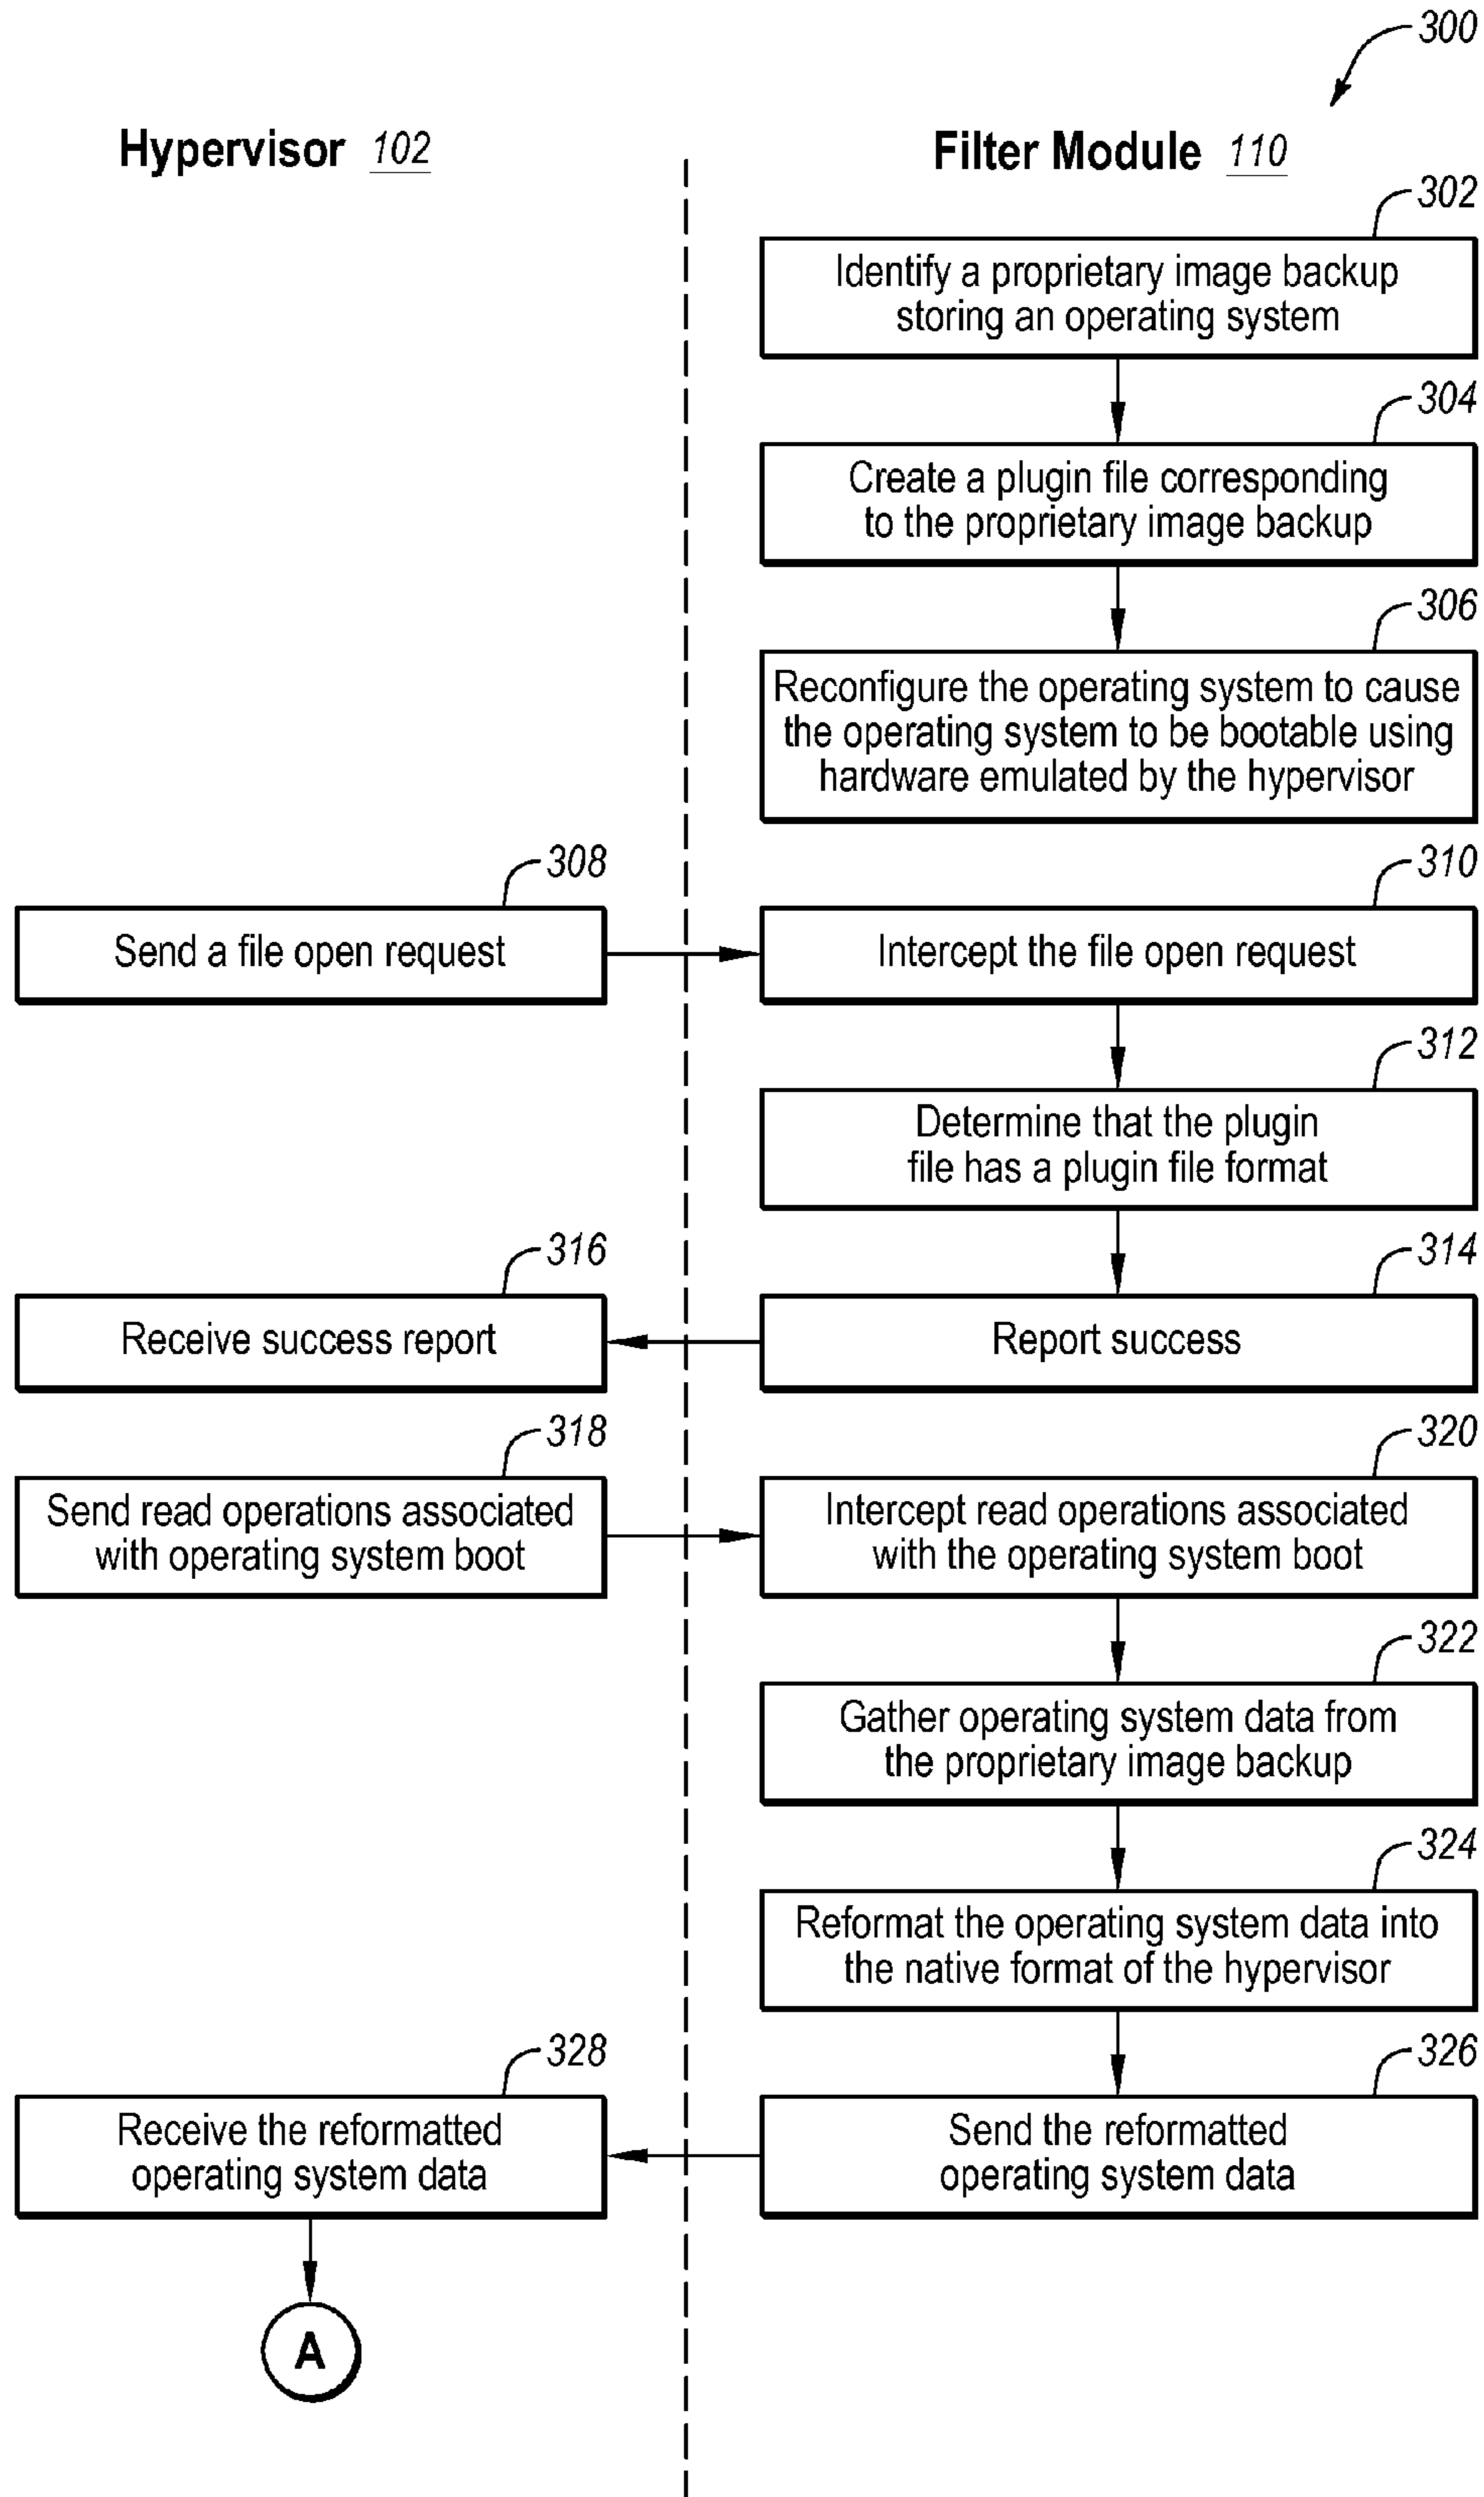 300
Hypervisor 102
Filter Module 110
302
Identify a proprietary image backup
storing an operating system
304
Create a plugin file corresponding
to the proprietary image backup
306
Reconfigure the operating system to cause
the operating system to be bootable using
hardware emulated by the hypervisor
308
Send a file open request
310
Intercept the file open request
312
Determine that the plugin
file has a plugin file format
314
Report success
316
Receive success report
318
Send read operations associated
with operating system boot
320
Intercept read operations associated
with the operating system boot
322
Gather operating system data from
the proprietary image backup
324
Reformat the operating system data into
the native format of the hypervisor
326
Send the reformatted
operating system data
328
Receive the reformatted
operating system data
A